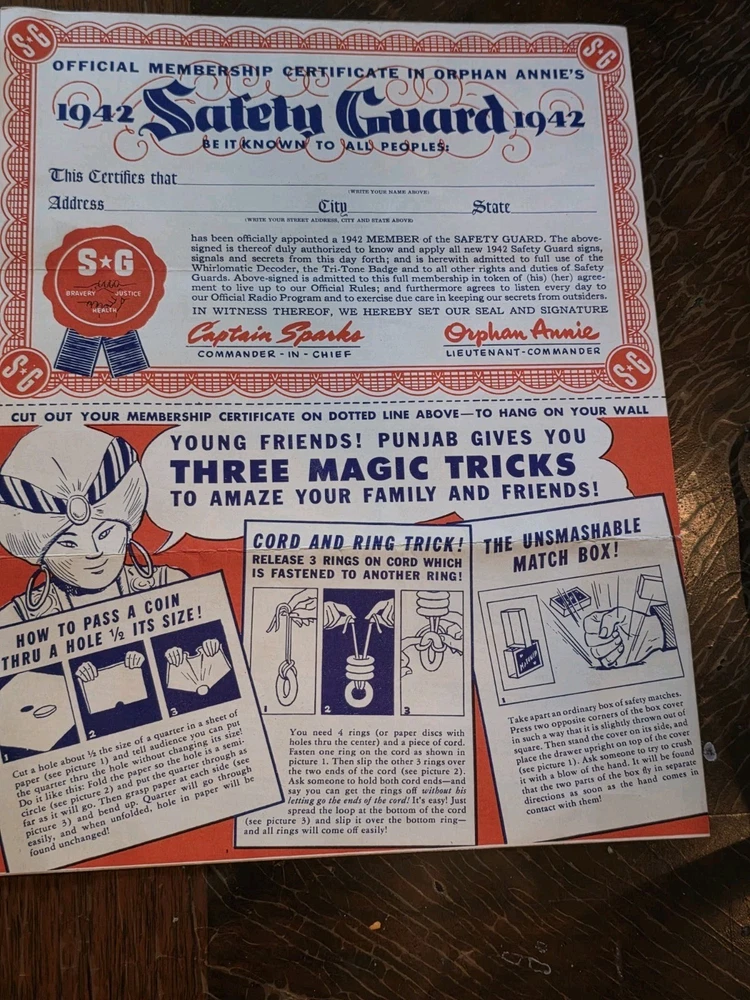 S-G
S-G
OFFICIAL MEMBERSHIP CERTIFICATE IN ORPHAN ANNIE'S
1942 Safety Guard 1942
BE IT KNOWN TO ALL PEOPLES:
This Certifies that
(WRITE YOUR NAME ABOVE)
Address City State
(WRITE YOUR STREET ADDRESS, CITY AND STATE ABOVE)
S★G
BRAVERY JUSTICE
HEALTH
has been officially appointed a 1942 MEMBER of the SAFETY GUARD. The above-
signed is thereof duly authorized to know and apply all new 1942 Safety Guard signs,
signals and secrets from this day forth; and is herewith admitted to full use of the
Whirlomatic Decoder, the Tri-Tone Badge and to all other rights and duties of Safety
Guards. Above-signed is admitted to this full membership in token of (his) (her) agree-
ment to live up to our Official Rules; and furthermore agrees to listen every day to
our Official Radio Program and to exercise due care in keeping our secrets from outsiders.
IN WITNESS THEREOF, WE HEREBY SET OUR SEAL AND SIGNATURE
Captain Sparks
COMMANDER-IN-CHIEF
Orphan Annie
LIEUTENANT-COMMANDER
S★G
S★G
CUT OUT YOUR MEMBERSHIP CERTIFICATE ON DOTTED LINE ABOVE—TO HANG ON YOUR WALL
YOUNG FRIENDS! PUNJAB GIVES YOU
THREE MAGIC TRICKS
TO AMAZE YOUR FAMILY AND FRIENDS!
HOW TO PASS A COIN
THRU A HOLE ½ ITS SIZE!
1
2
3
Cut a hole about ½ the size of a quarter in a sheet of
paper (see picture 1) and tell audience you can put
the quarter thru the hole without changing its size!
Do it like this: Fold the paper so the hole is a semi-
circle (see picture 2) and put the quarter through as
far as it will go. Then grasp paper at each side (see
picture 3) and bend up. Quarter will go through
easily, and when unfolded, hole in paper will be
found unchanged!
CORD AND RING TRICK!
RELEASE 3 RINGS ON CORD WHICH
IS FASTENED TO ANOTHER RING!
1
2
3
You need 4 rings (or paper discs with
holes thru the center) and a piece of cord.
Fasten one ring on the cord as shown in
picture 1. Then slip the other 3 rings over
the two ends of the cord (see picture 2).
Ask someone to hold both cord ends—and
say you can get the rings off without his
letting go the ends of the cord! It's easy! Just
spread the loop at the bottom of the cord
(see picture 3) and slip it over the bottom ring—
and all rings will come off easily!
THE UNSMASHABLE
MATCH BOX!
1
Take apart an ordinary box of safety matches.
Press two opposite corners of the box cover
in such a way that it is slightly thrown out of
square. Then stand the cover on its side, and
place the drawer upright on top of the cover
(see picture 1). Ask someone to try to crush
it with a blow of the hand. It will be found
that the two parts of the box fly in separate
directions as soon as the hand comes in
contact with them!